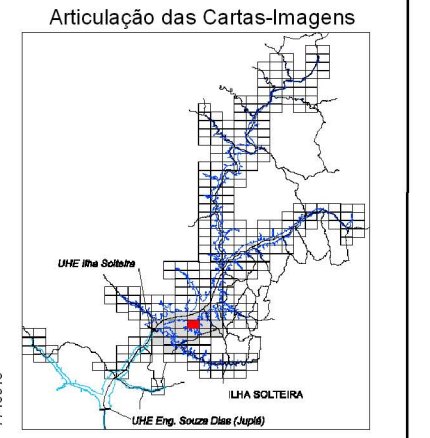 Articulação das Cartas-Imagens
UHE Ilha Solteira
ILHA SOLTEIRA
UHE Eng. Souza Dias (Jupiá)